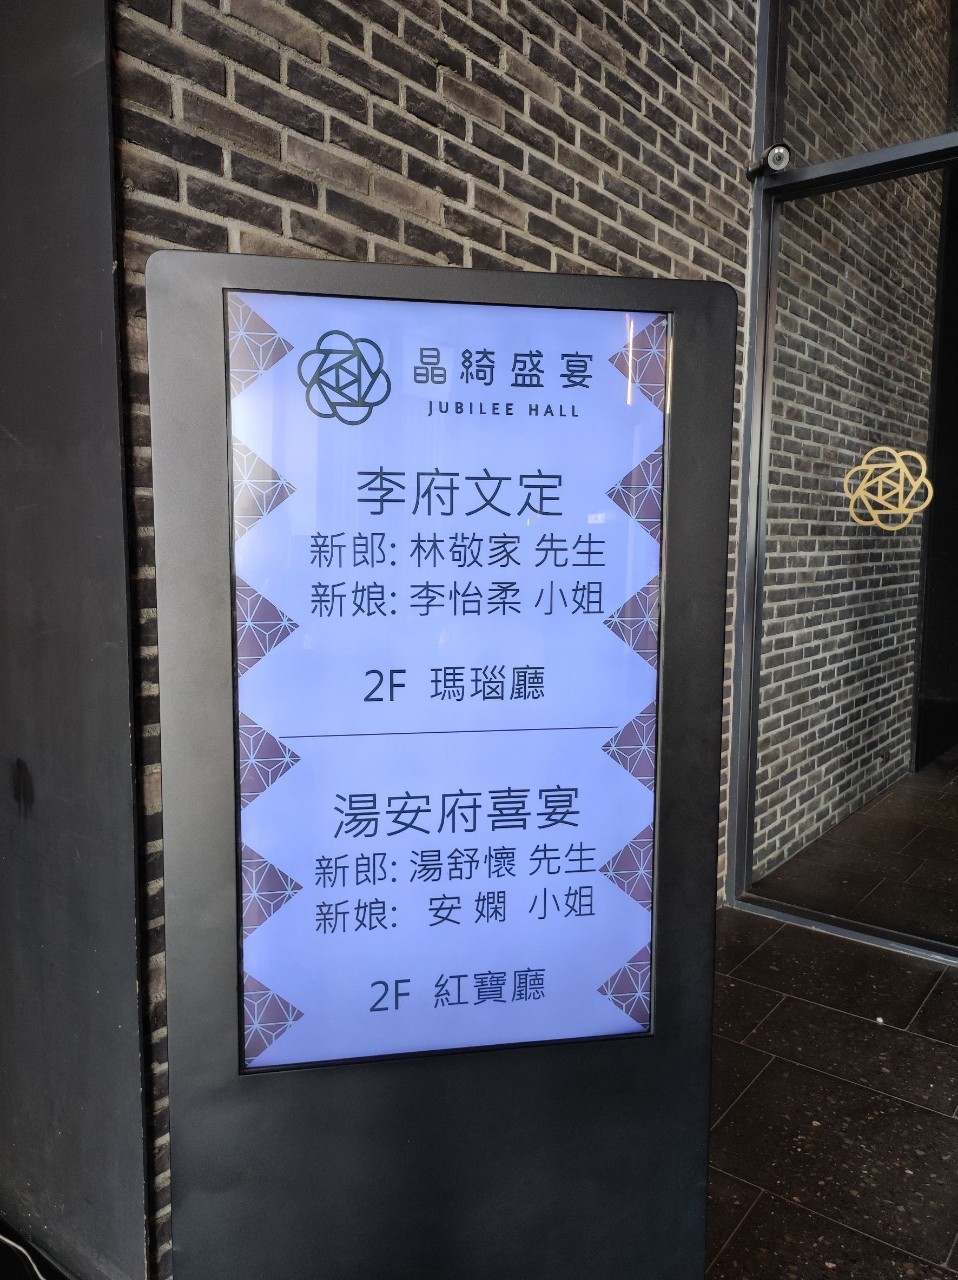 晶綺盛宴
JUBILEE HALL
李府文定
新郎: 林敬家 先生
新娘: 李怡柔 小姐
2F 瑪瑙廳
湯安府喜宴
新郎: 湯舒懷 先生
新娘: 安 嫻 小姐
2F 紅寶廳